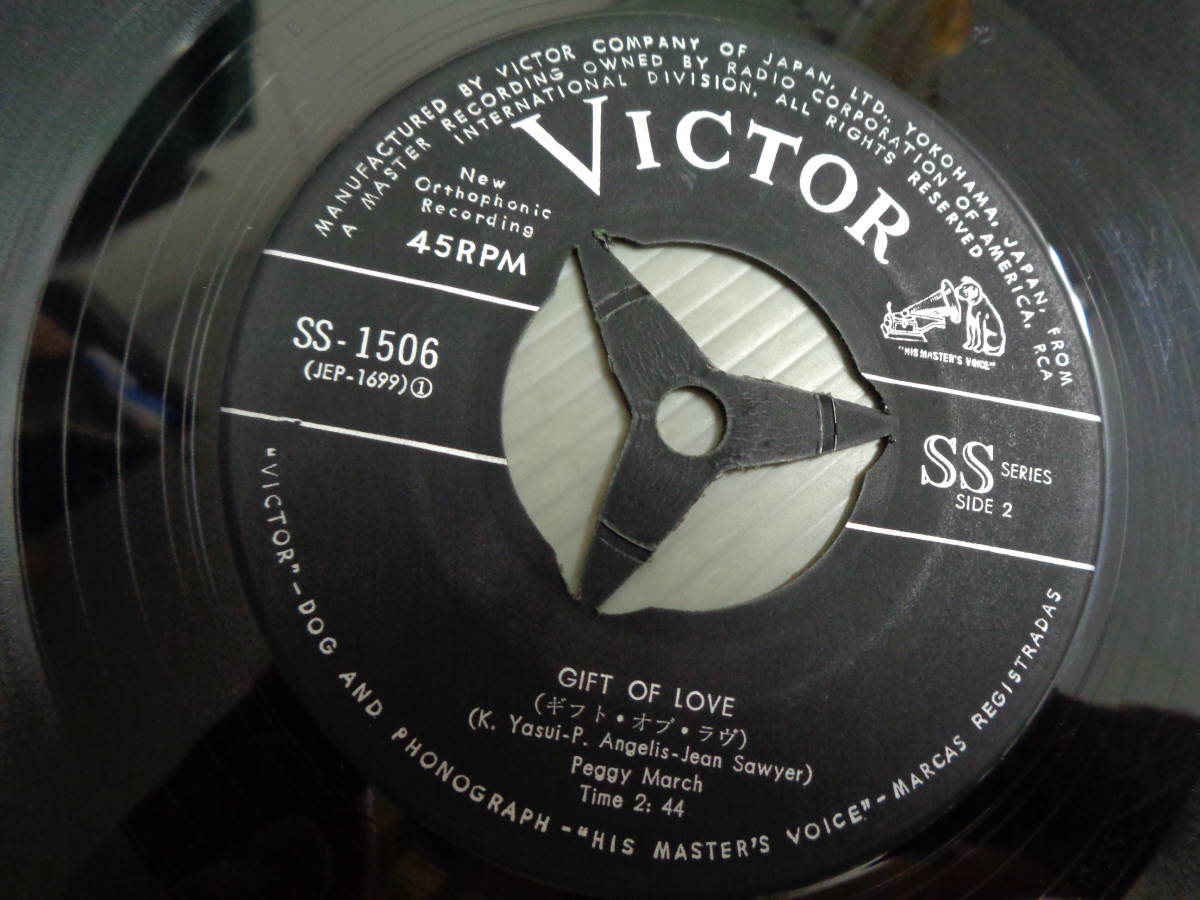 MANUFACTURED BY VICTOR COMPANY OF JAPAN, LTD., YOKOHAMA, JAPAN, FROM
A MASTER RECORDING OWNED BY RADIO CORPORATION OF AMERICA, RCA
INTERNATIONAL DIVISION, ALL RIGHTS RESERVED
VICTOR
New
Orthophonic
Recording
45RPM
"HIS MASTER'S VOICE"
SS-1506
(JEP-1699)①
SS SERIES
SIDE 2
GIFT OF LOVE
(ギフト・オブ・ラヴ)
(K. Yasui-P. Angelis-Jean Sawyer)
Peggy March
Time 2: 44
"VICTOR"-DOG AND PHONOGRAPH-"HIS MASTER'S VOICE"-MARCAS REGISTRADAS